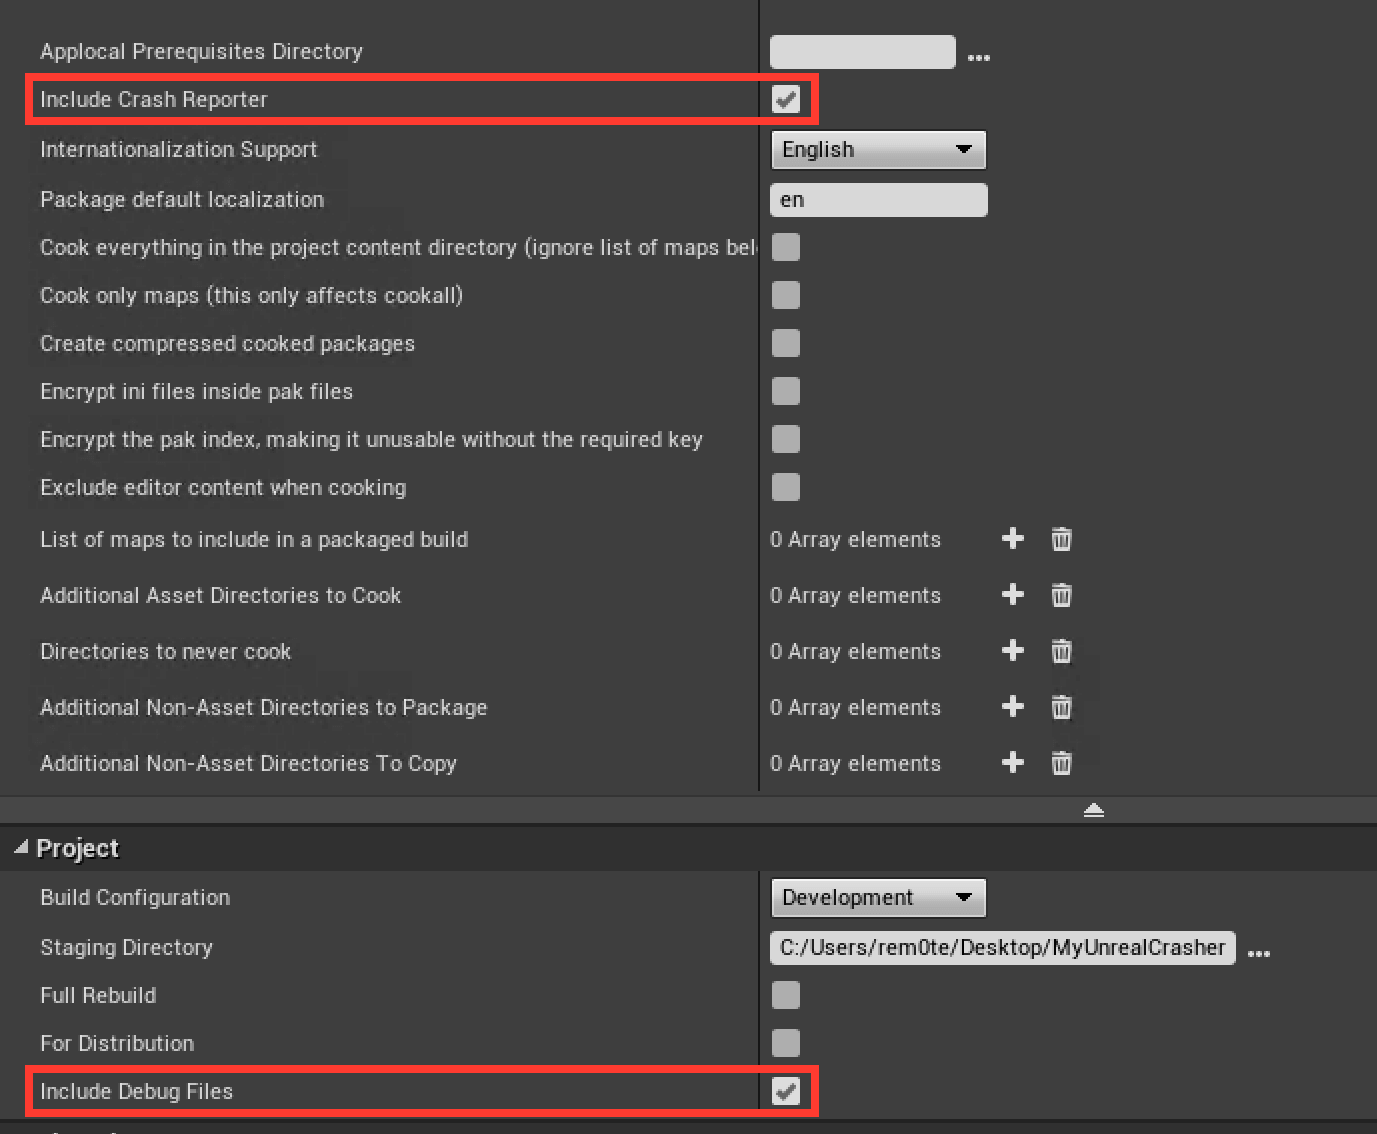 Applocal Prerequisites Directory ...
Include Crash Reporter
Internationalization Support English
Package default localization en
Cook everything in the project content directory (ignore list of maps bel
Cook only maps (this only affects cookall)
Create compressed cooked packages
Encrypt ini files inside pak files
Encrypt the pak index, making it unusable without the required key
Exclude editor content when cooking
List of maps to include in a packaged build 0 Array elements
Additional Asset Directories to Cook 0 Array elements
Directories to never cook 0 Array elements
Additional Non-Asset Directories to Package 0 Array elements
Additional Non-Asset Directories To Copy 0 Array elements
Project
Build Configuration Development
Staging Directory C:/Users/rem0te/Desktop/MyUnrealCrasher ...
Full Rebuild
For Distribution
Include Debug Files